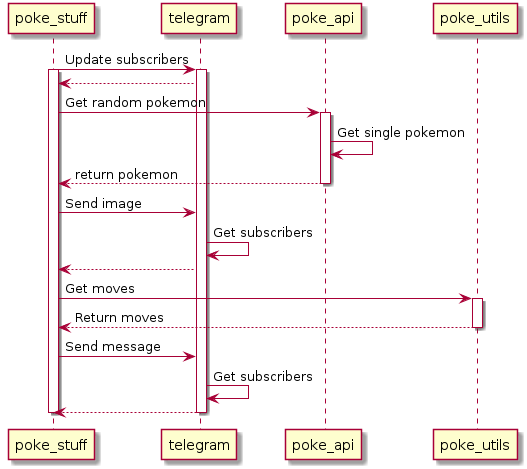 poke_stuff telegram poke_api poke_utils
Update subscribers
Get random pokemon
Get single pokemon
return pokemon
Send image
Get subscribers
Get moves
Return moves
Send message
Get subscribers
poke_stuff telegram poke_api poke_utils